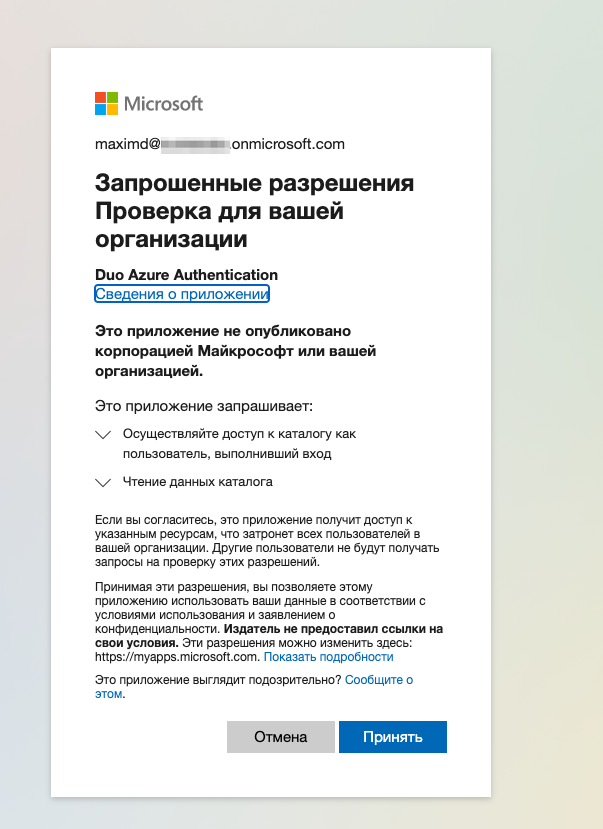 Microsoft
maximd@ .onmicrosoft.com
Запрошенные разрешения
Проверка для вашей
организации
Duo Azure Authentication
Сведения о приложении
Это приложение не опубликовано
корпорацией Майкрософт или вашей
организацией.
Это приложение запрашивает:
Осуществляйте доступ к каталогу как
пользователь, выполнивший вход
Чтение данных каталога
Если вы согласитесь, это приложение получит доступ к
указанным ресурсам, что затронет всех пользователей в
вашей организации. Другие пользователи не будут получать
запросы на проверку этих разрешений.
Принимая эти разрешения, вы позволяете этому
приложению использовать ваши данные в соответствии с
условиями использования и заявлением о
конфиденциальности. Издатель не предоставил ссылки на
свои условия. Эти разрешения можно изменить здесь:
https://myapps.microsoft.com. Показать подробности
Это приложение выглядит подозрительно? Сообщите о
этом.
Отмена
Принять